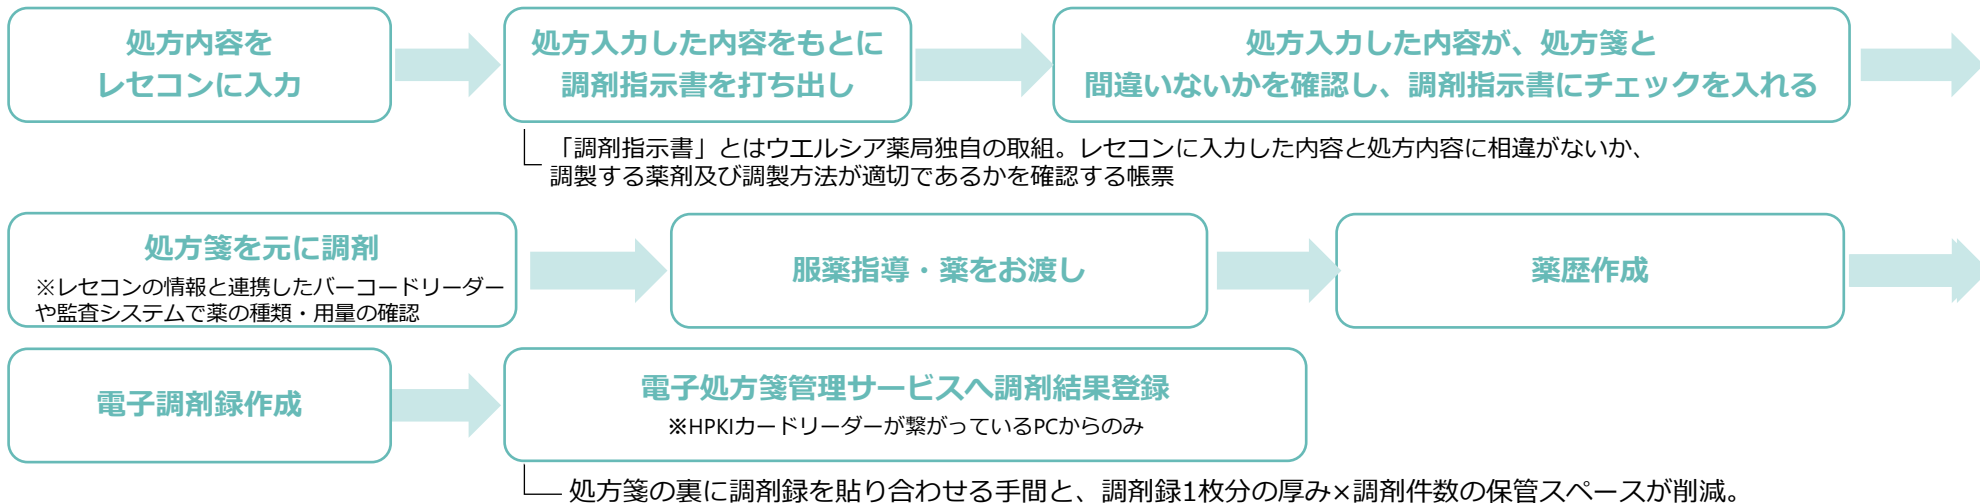 処方内容を
レセコンに入力
処方入力した内容をもとに
調剤指示書を打ち出し
処方入力した内容が、処方箋と
間違いないかを確認し、調剤指示書にチェックを入れる
「調剤指示書」とはウエルシア薬局独自の取組。レセコンに入力した内容と処方内容に相違がないか、
調製する薬剤及び調製方法が適切であるかを確認する帳票
処方箋を元に調剤
※レセコンの情報と連携したバーコードリーダー
や監査システムで薬の種類・用量の確認
服薬指導・薬をお渡し
薬歴作成
電子調剤録作成
電子処方箋管理サービスへ調剤結果登録
※HPKIカードリーダーが繋がっているPCからのみ
処方箋の裏に調剤録を貼り合わせる手間と、調剤録1枚分の厚み×調剤件数の保管スペースが削減。